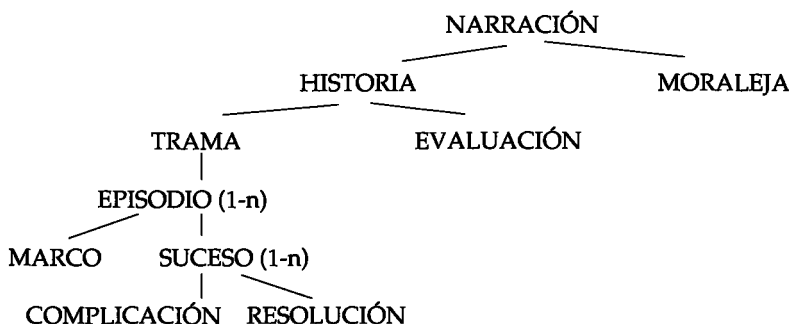 NARRACIÓN
HISTORIA MORALEJA
TRAMA EVALUACIÓN
EPISODIO (1-n)
MARCO SUCESO (1-n)
COMPLICACIÓN RESOLUCIÓN